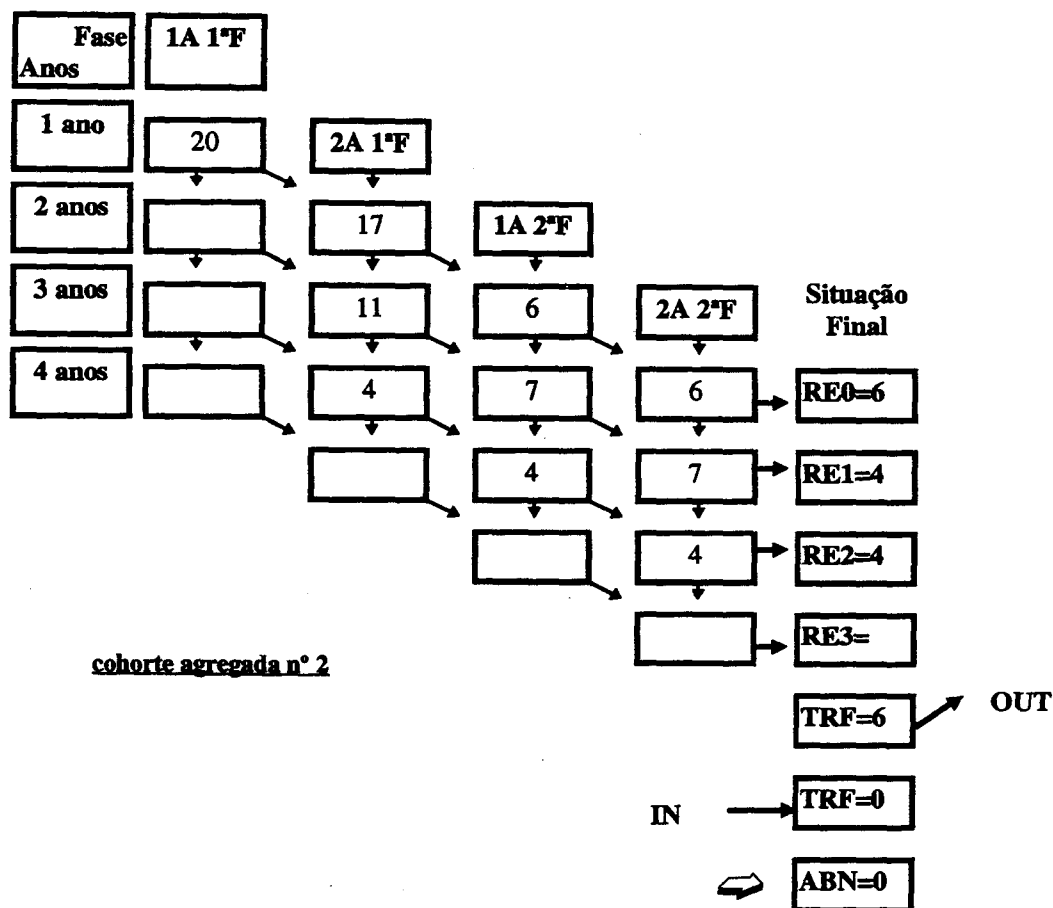 Fase 1A 1ªF
Anos
1 ano 20 2A 1ªF
2 anos 17 1A 2ªF
3 anos 11 6 2A 2ªF Situação
Final
4 anos 4 7 6 RE0=6
4 7 RE1=4
4 RE2=4
RE3=
cohorte agregada nº 2
TRF=6 OUT
IN TRF=0
ABN=0